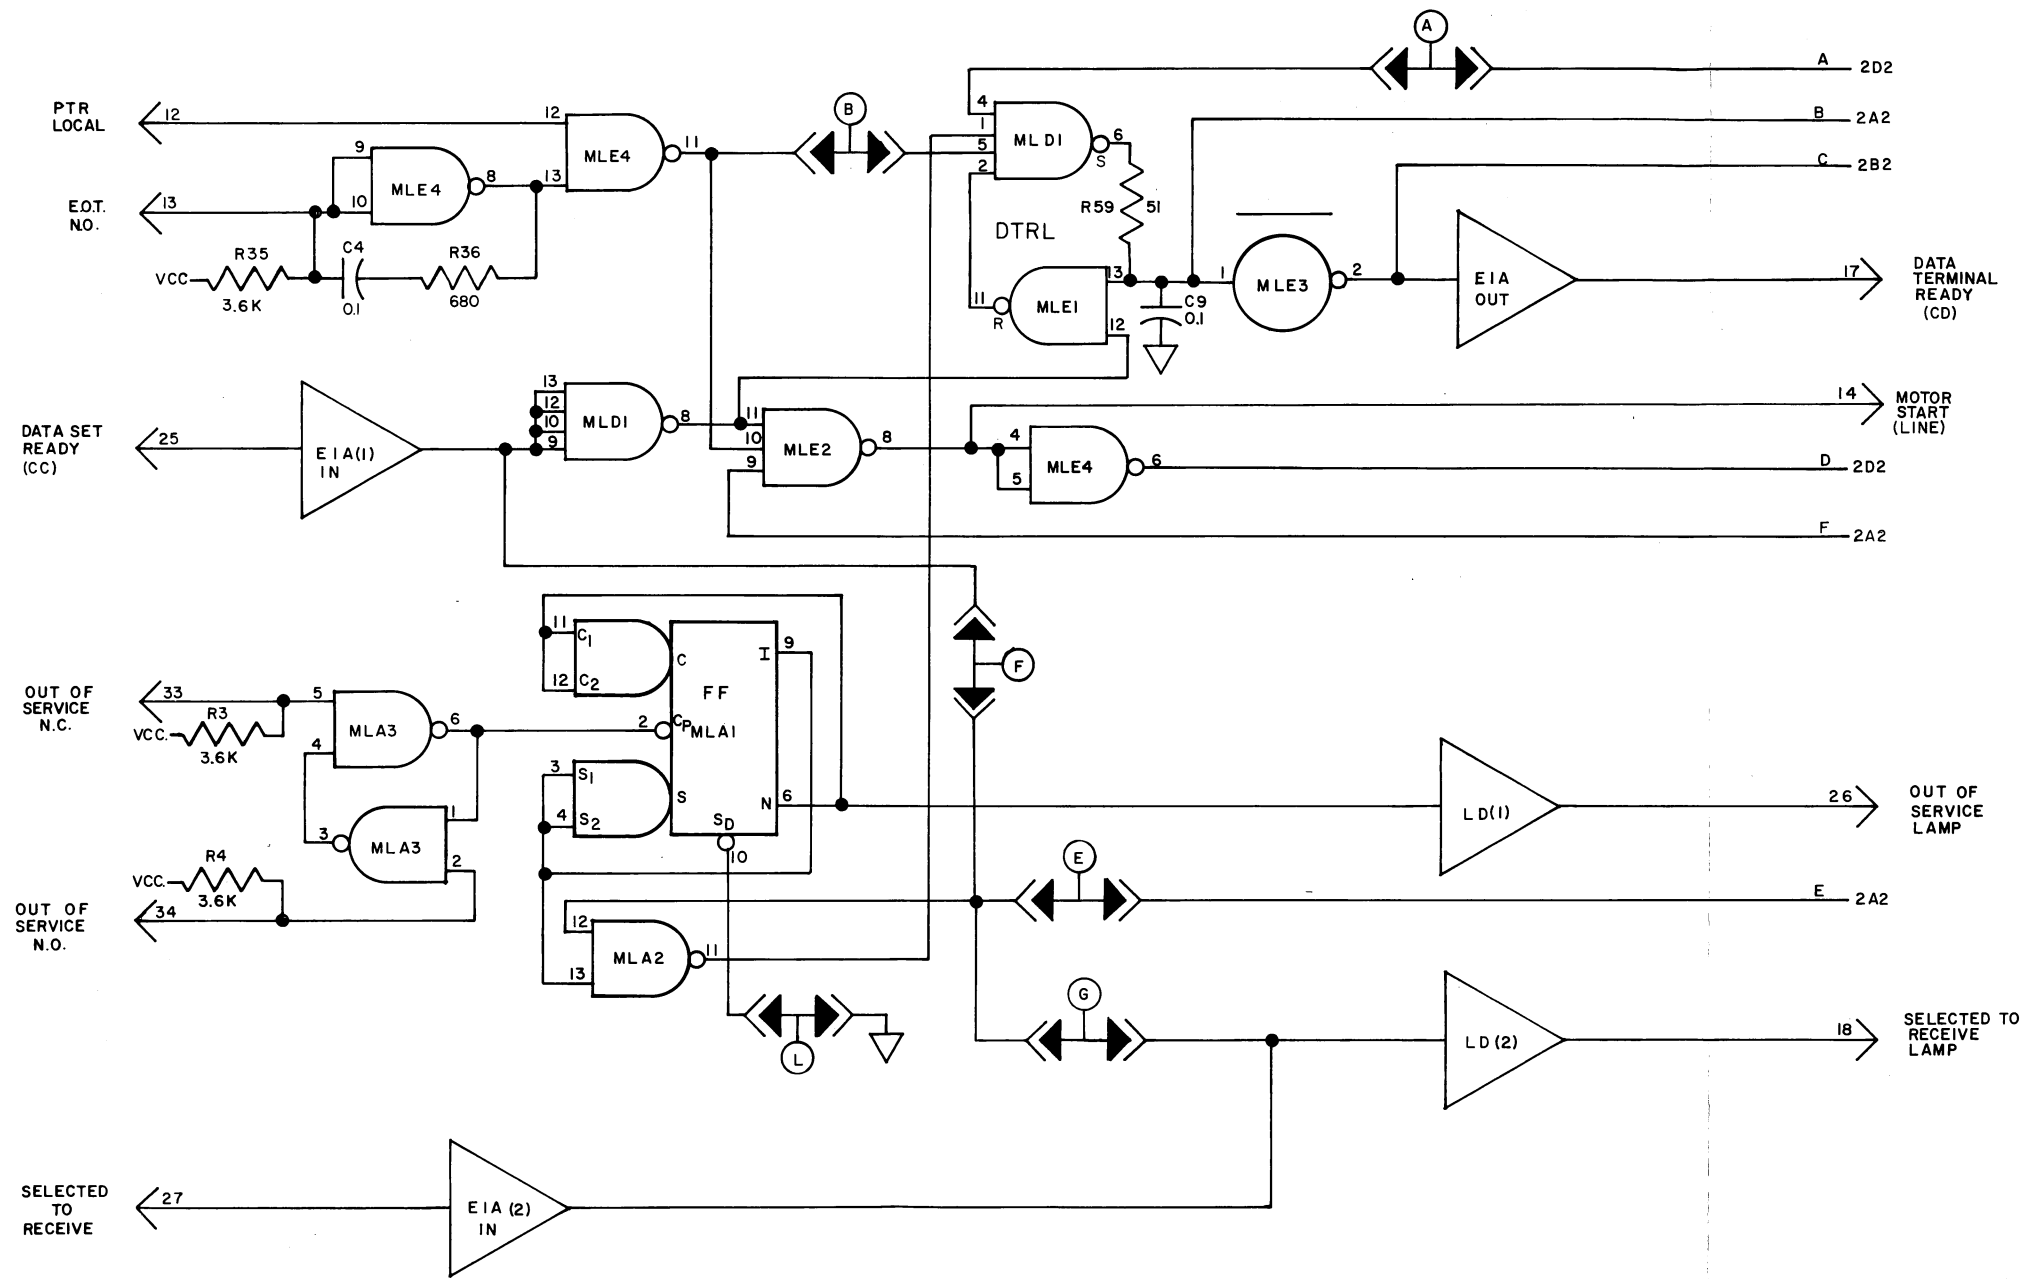 A
A
2D2
PTR
LOCAL
12
12
MLE4
11
B
4
1
5
2
MLD1
6
S
B
2A2
9
10
MLE4
8
13
C
2B2
E.O.T.
N.O.
13
R59
51
DTRL
R35
3.6K
VCC
C4
0.1
R36
680
11
R
MLE1
13
12
C9
0.1
1
MLE3
2
EIA
OUT
17
DATA
TERMINAL
READY
(CD)
DATA SET
READY
(CC)
25
EIA(1)
IN
13
12
10
9
MLD1
8
11
10
9
MLE2
8
14
MOTOR
START
(LINE)
4
5
MLE4
6
D
2D2
F
2A2
11
12
C1
C2
C
I
9
FF
F
OUT OF
SERVICE
N.C.
33
R3
3.6K
VCC.
5
4
MLA3
6
2
CP
MLA1
3
4
S1
S2
S
N
6
SD
10
LD(1)
26
OUT OF
SERVICE
LAMP
1
2
MLA3
3
R4
3.6K
VCC.
34
OUT OF
SERVICE
N.O.
E
E
2A2
12
13
MLA2
11
L
G
LD(2)
18
SELECTED TO
RECEIVE
LAMP
SELECTED
TO
RECEIVE
27
EIA(2)
IN